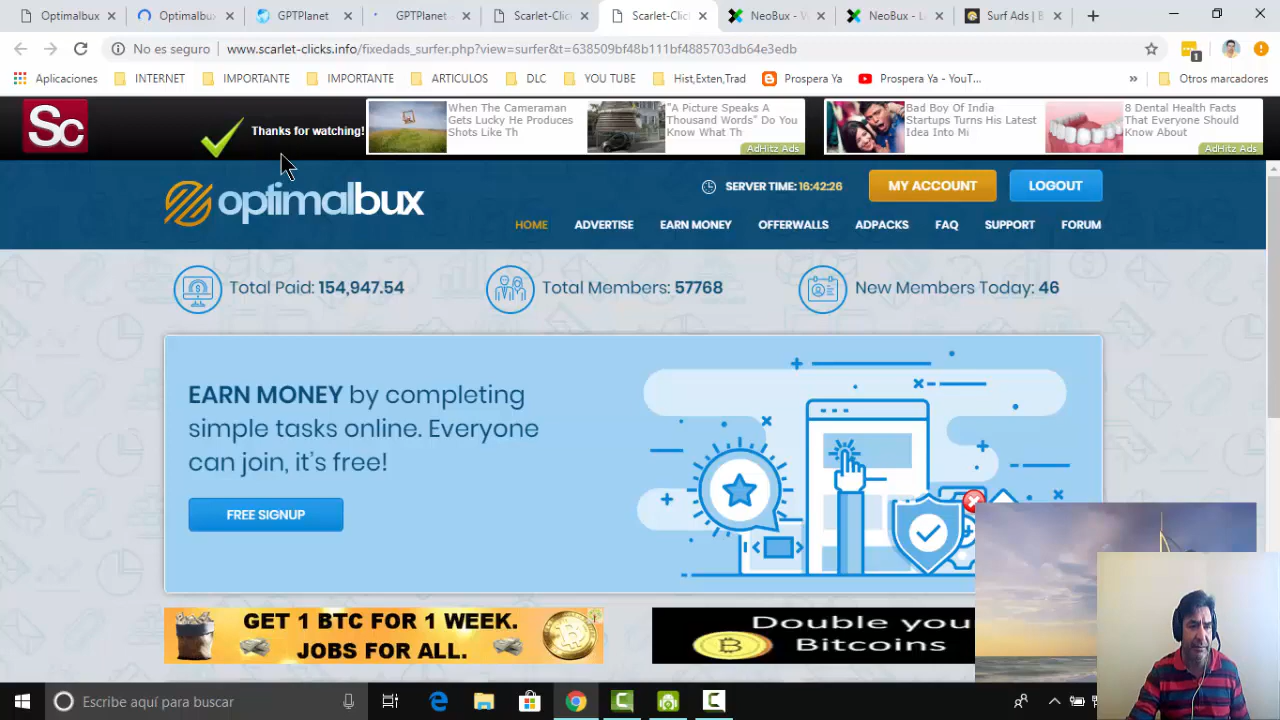 Optimalbux
Optimalbux
GPTPlanet
GPTPlanet
Scarlet-Clic
Scarlet-Clic
NeoBux - W
NeoBux - L
Surf Ads | B
No es seguro
www.scarlet-clicks.info/fixedads_surfer.php?view=surfer&t=638509bf48b111bf4885703db64e3edb
1
Aplicaciones
INTERNET
IMPORTANTE
IMPORTANTE
ARTICULOS
DLC
YOU TUBE
Hist,Exten,Trad
Prospera Ya
Prospera Ya - YouT...
»
Otros marcadores
Sc
Thanks for watching!
When The Cameraman
Gets Lucky He Produces
Shots Like Th
"A Picture Speaks A
Thousand Words" Do You
Know What Th
AdHitz Ads
Bad Boy Of India
Startups Turns His Latest
Idea Into Mi
8 Dental Health Facts
That Everyone Should
Know About
AdHitz Ads
optimalbux
SERVER TIME: 16:42:26
MY ACCOUNT
LOGOUT
HOME
ADVERTISE
EARN MONEY
OFFERWALLS
ADPACKS
FAQ
SUPPORT
FORUM
Total Paid: 154,947.54
Total Members: 57768
New Members Today: 46
EARN MONEY by completing
simple tasks online. Everyone
can join, it's free!
FREE SIGNUP
GET 1 BTC FOR 1 WEEK.
JOBS FOR ALL.
Double you
Bitcoins
Escribe aquí para buscar